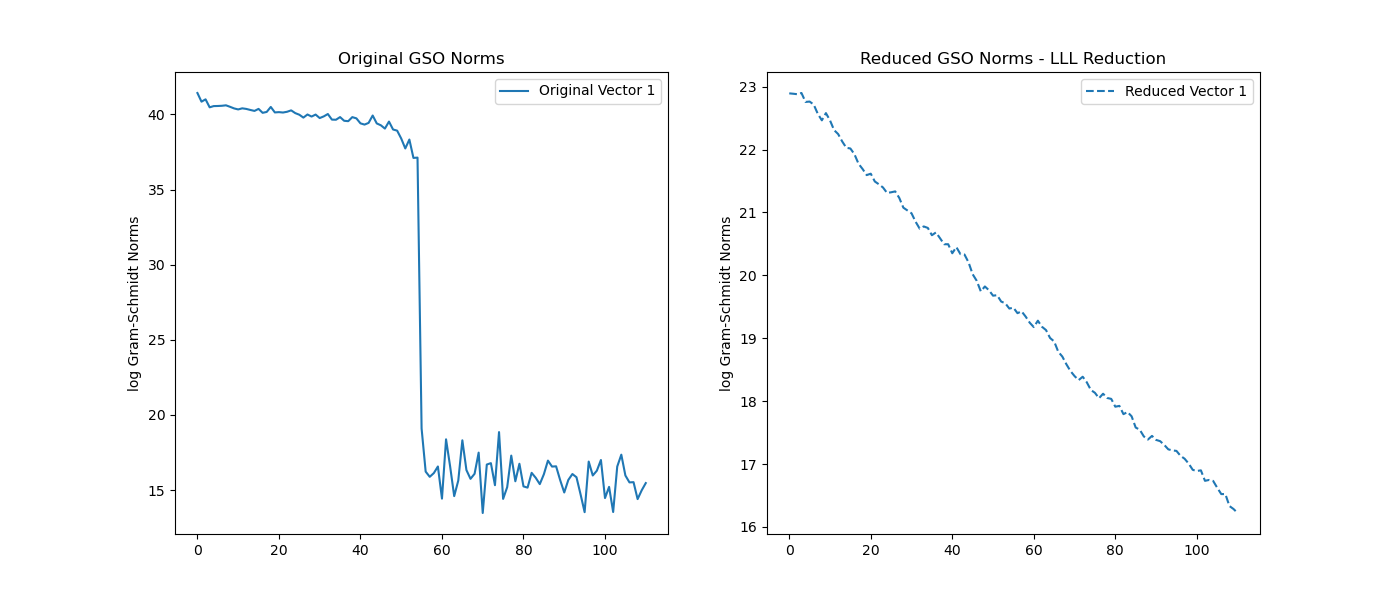 Original GSO Norms
Original Vector 1
log Gram-Schmidt Norms
40
35
30
25
20
15
0 20 40 60 80 100
Reduced GSO Norms - LLL Reduction
Reduced Vector 1
log Gram-Schmidt Norms
23
22
21
20
19
18
17
16
0 20 40 60 80 100